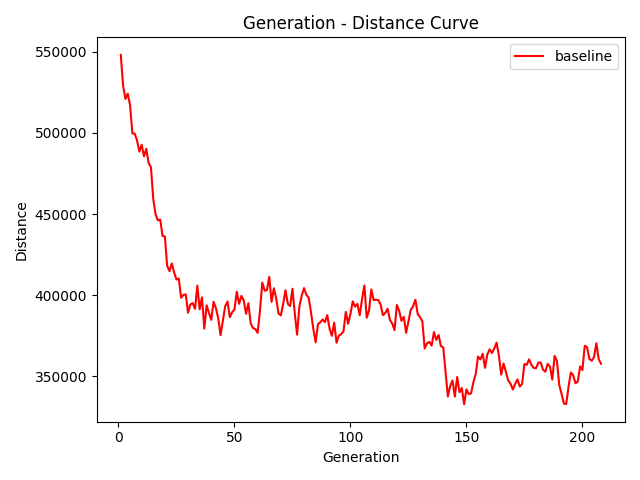 Generation - Distance Curve
baseline
550000
500000
450000
400000
350000
Distance
0 50 100 150 200
Generation